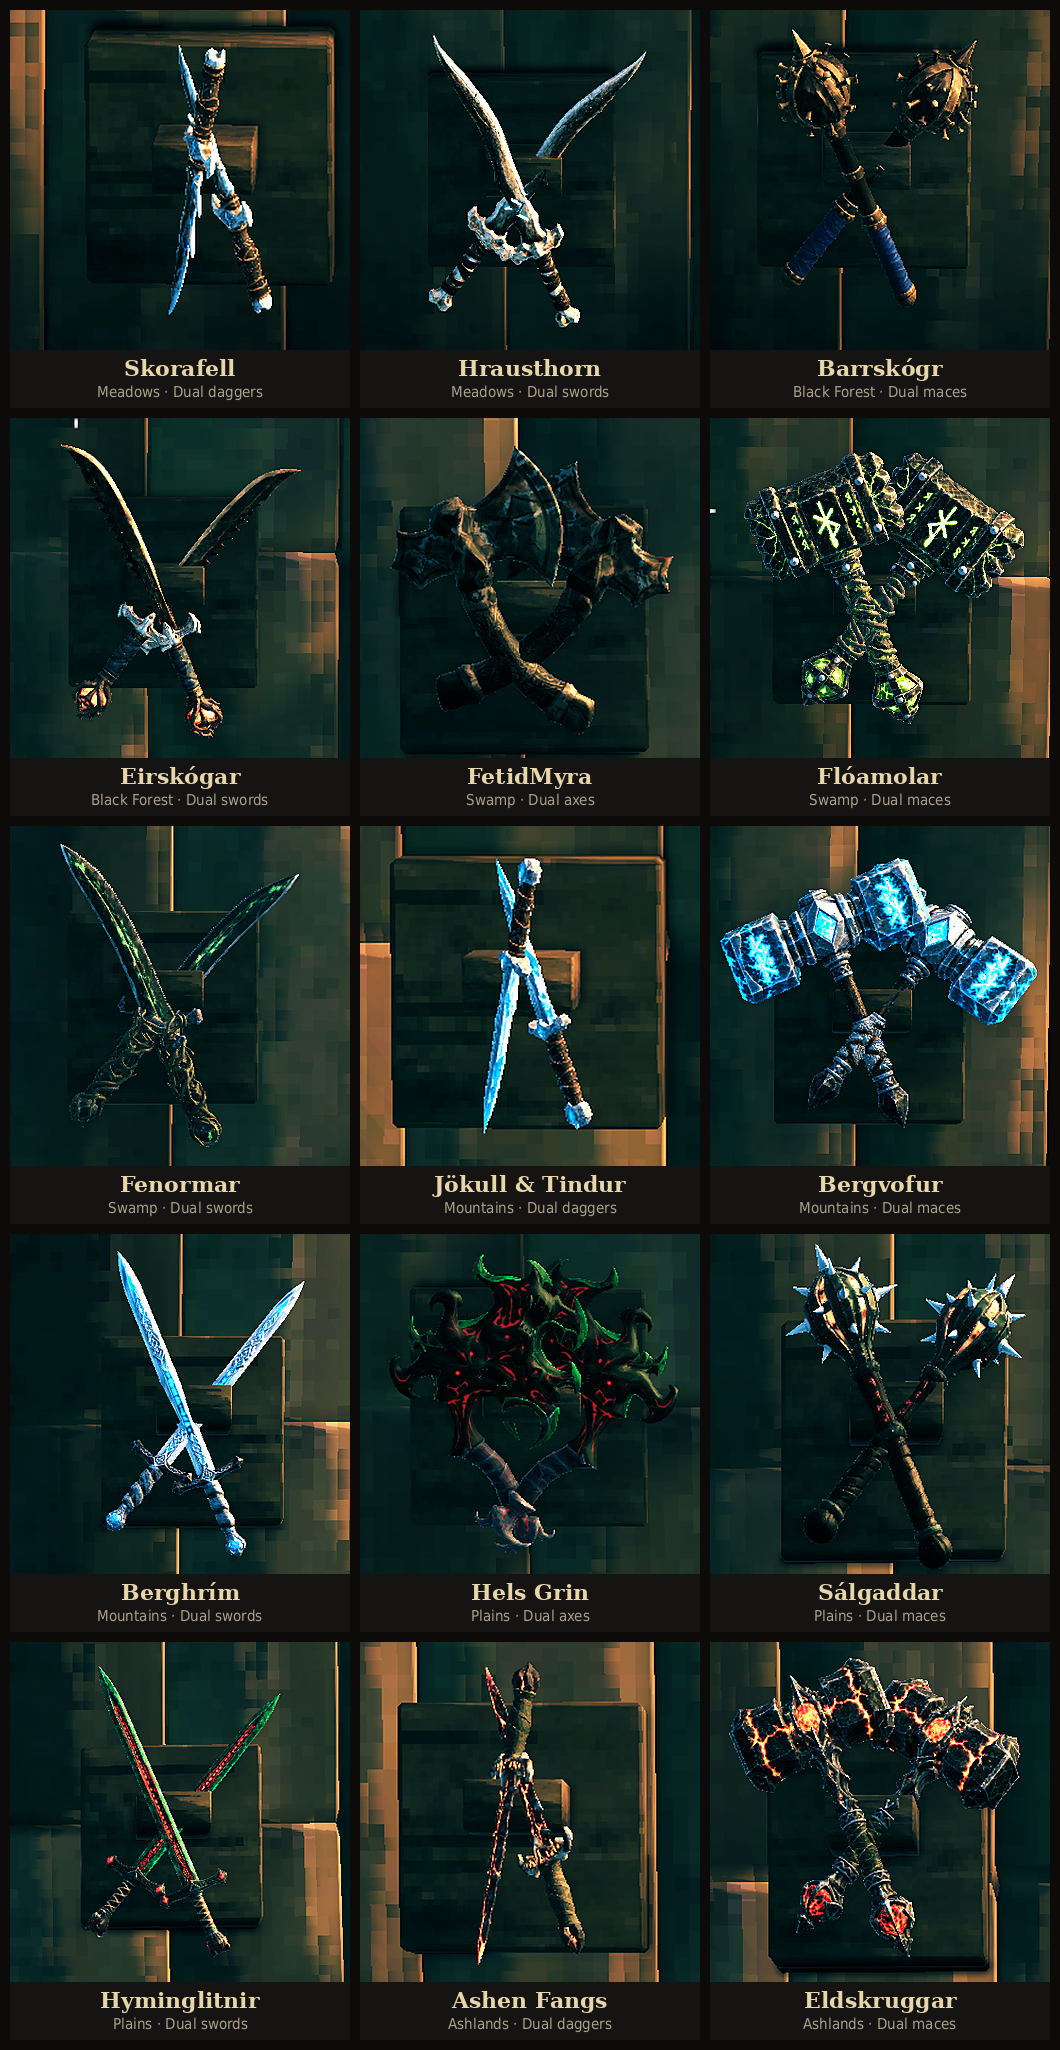 Skorafell
Meadows · Dual daggers
Hrausthorn
Meadows · Dual swords
Barrskógr
Black Forest · Dual maces
Eirskógar
Black Forest · Dual swords
FetidMyra
Swamp · Dual axes
Flóamolar
Swamp · Dual maces
Fenormar
Swamp · Dual swords
Jökull & Tindur
Mountains · Dual daggers
Bergvofur
Mountains · Dual maces
Berghrím
Mountains · Dual swords
Hels Grin
Plains · Dual axes
Sálgaddar
Plains · Dual maces
Hyminglitnir
Plains · Dual swords
Ashen Fangs
Ashlands · Dual daggers
Eldskruggar
Ashlands · Dual maces